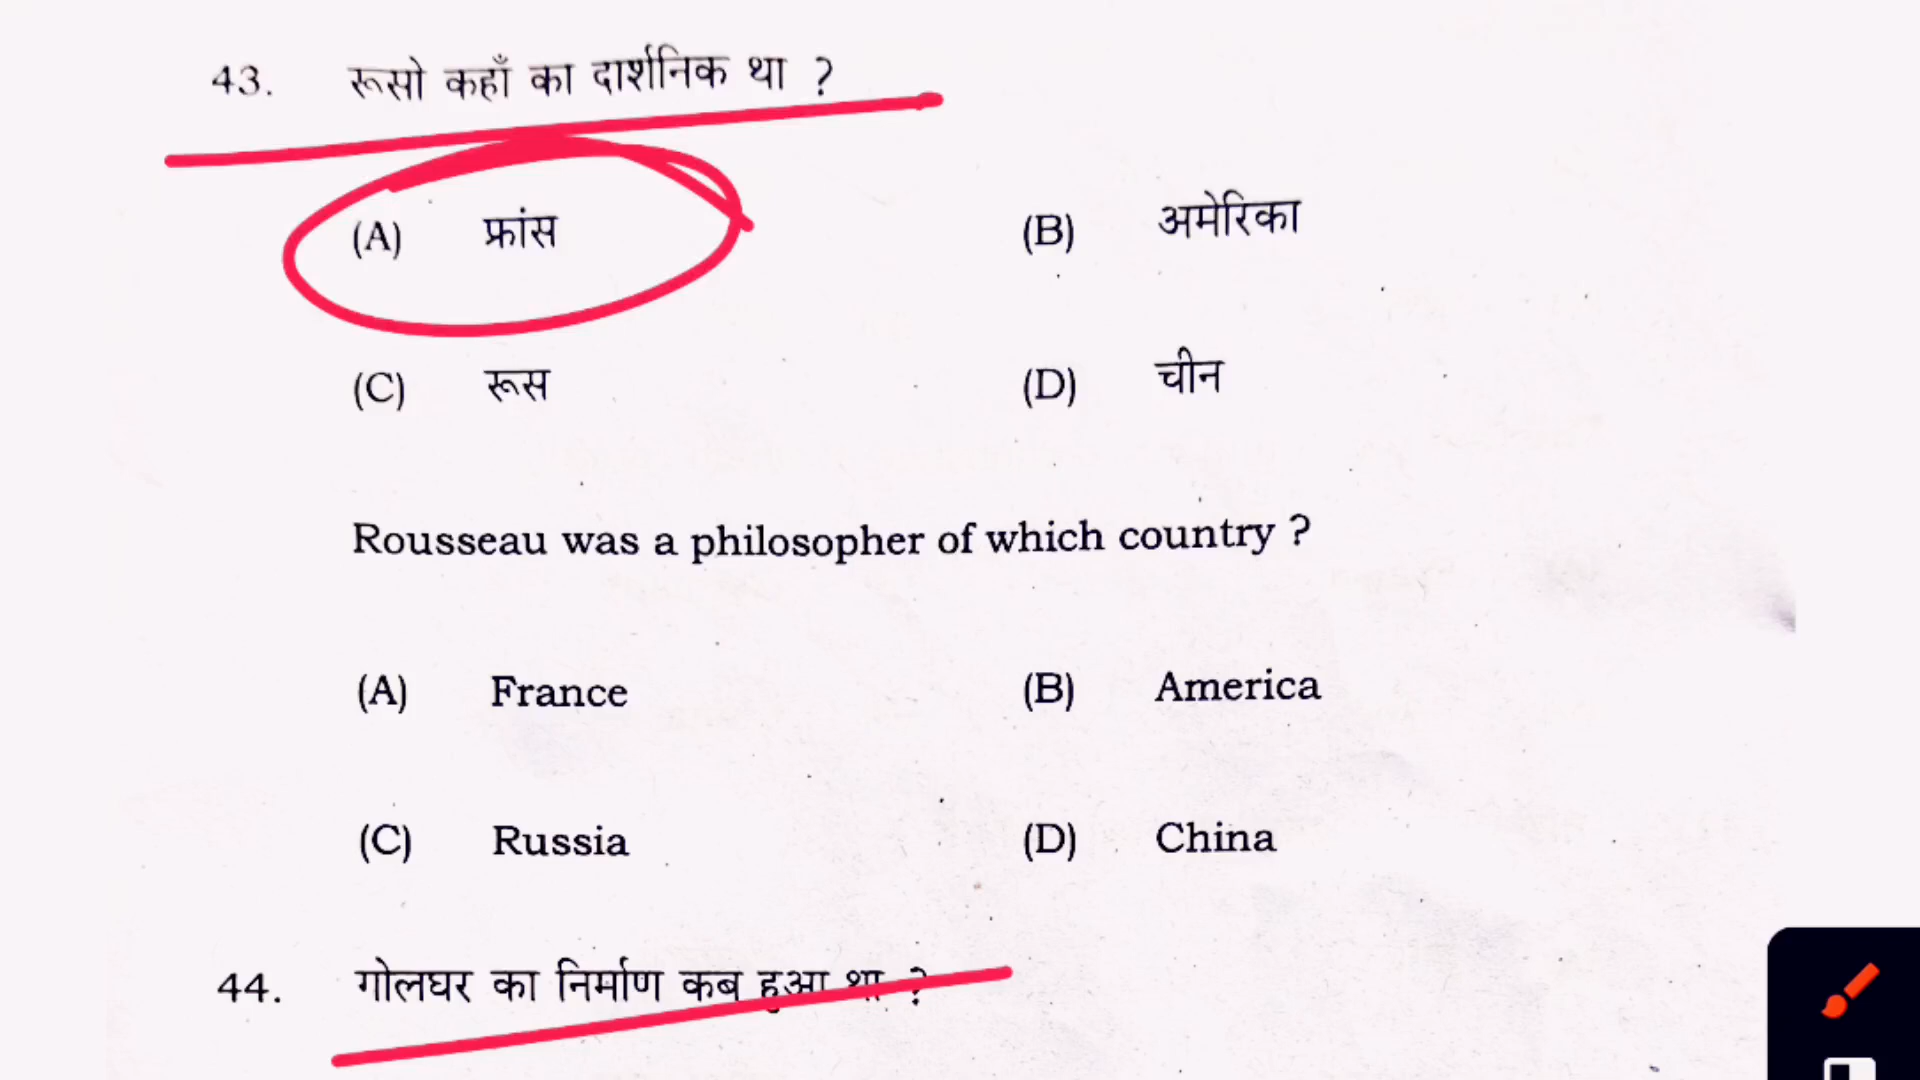 43. रूसो कहाँ का दार्शनिक था ?
(A) फ्रांस (B) अमेरिका
(C) रूस (D) चीन
Rousseau was a philosopher of which country ?
(A) France (B) America
(C) Russia (D) China
44. गोलघर का निर्माण कब हुआ था ?